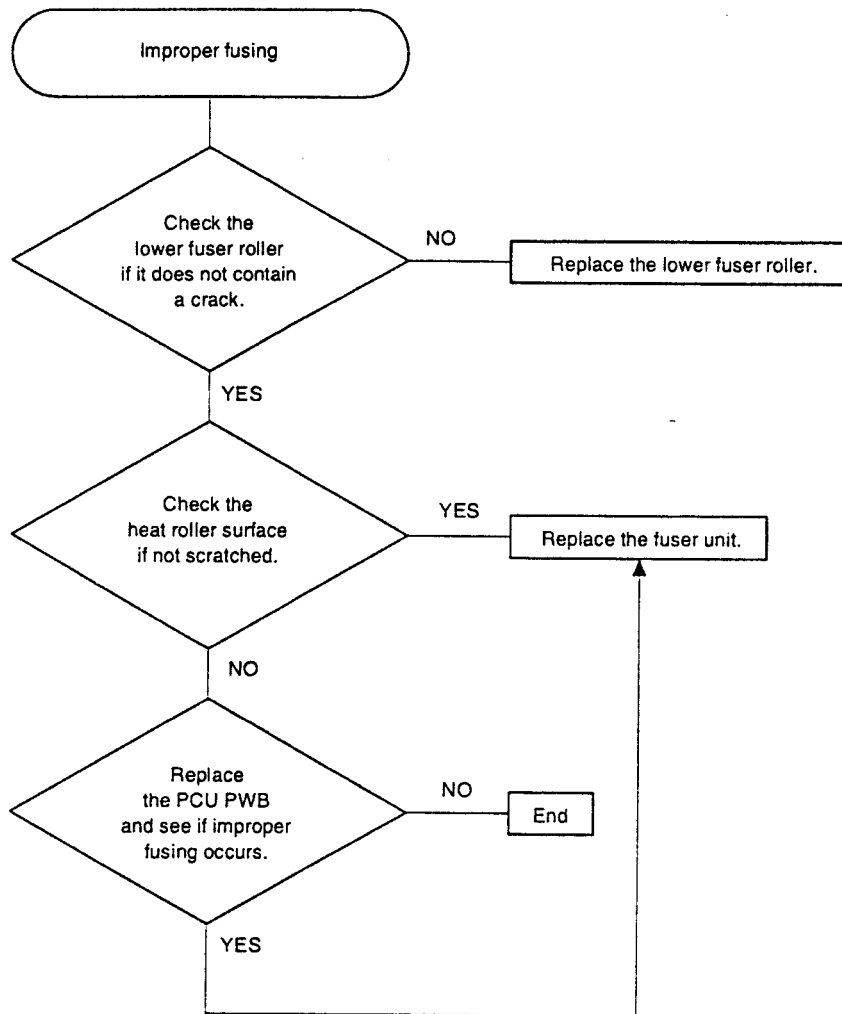 Improper fusing
Check the
lower fuser roller
if it does not contain
a crack.
NO
Replace the lower fuser roller.
YES
Check the
heat roller surface
if not scratched.
YES
Replace the fuser unit.
NO
Replace
the PCU PWB
and see if improper
fusing occurs.
NO
End
YES